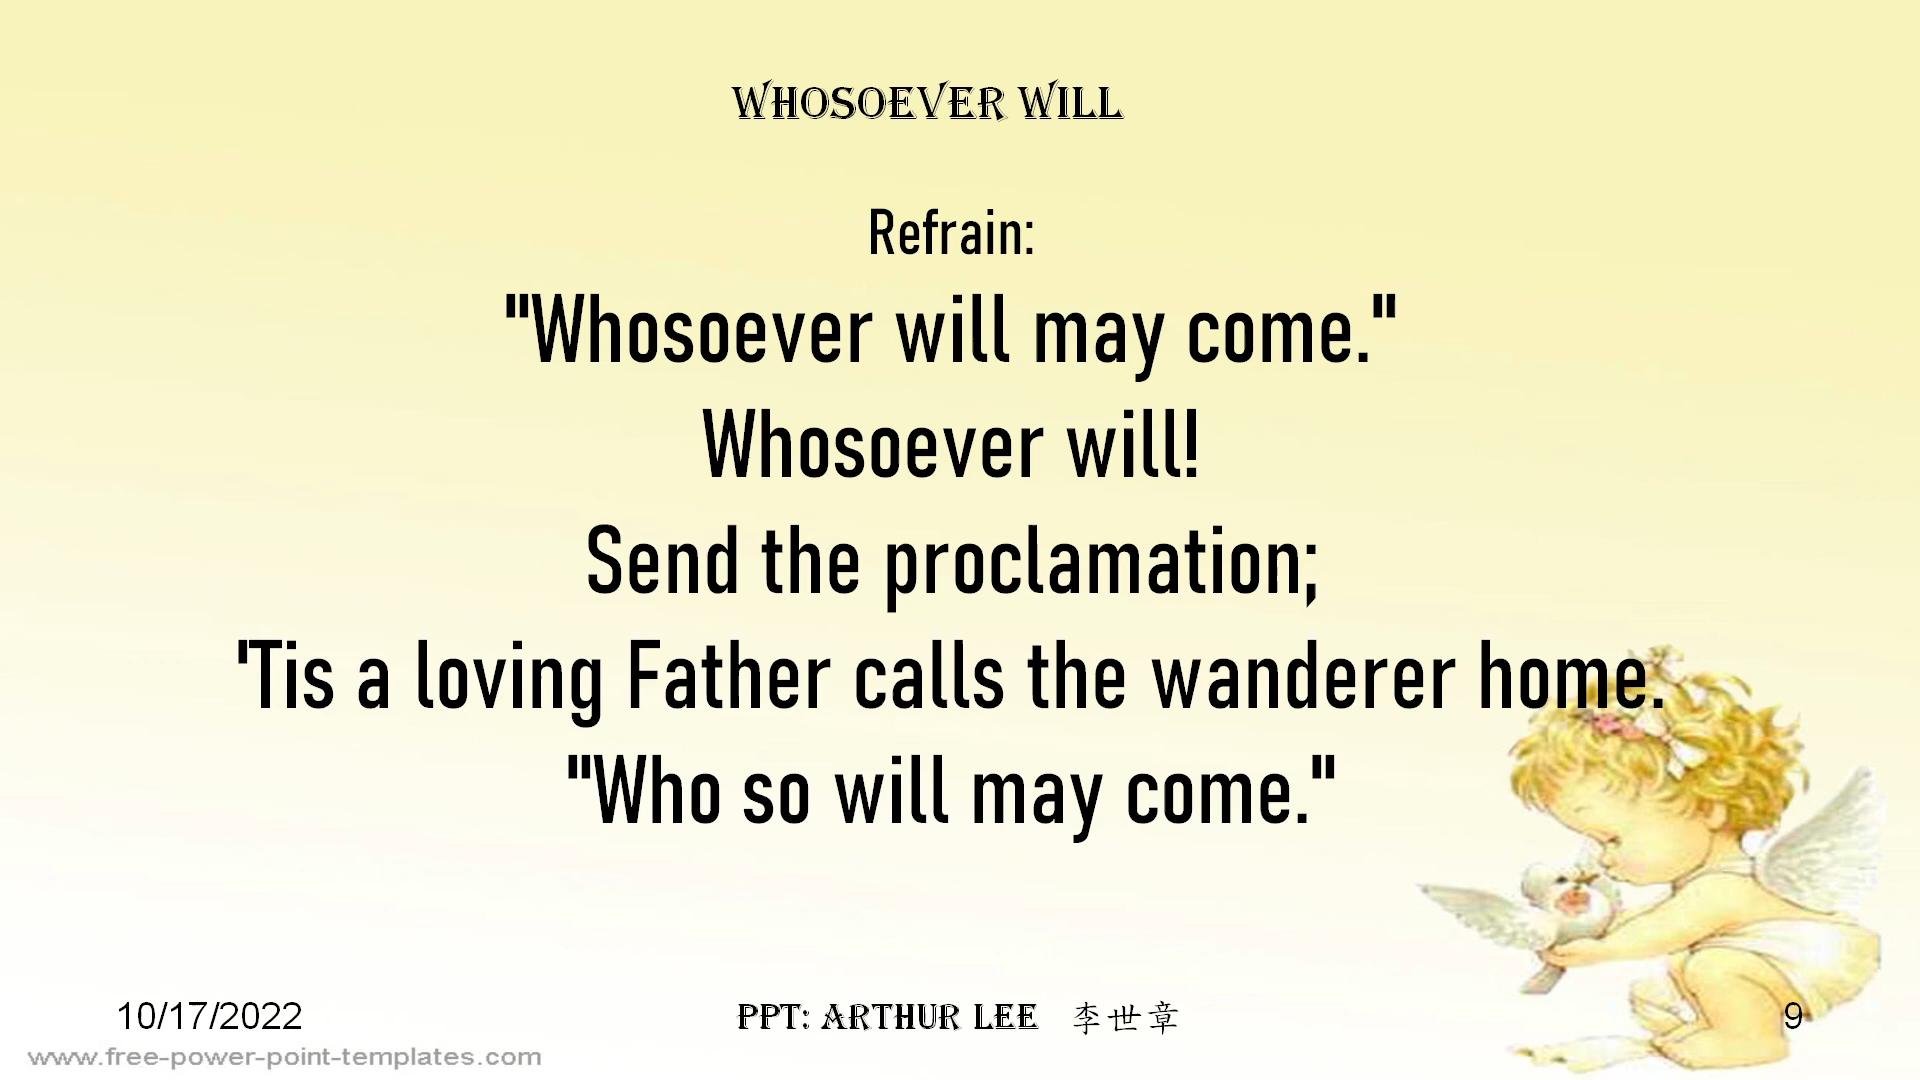 WHOSOEVER WILL
Refrain:
"Whosoever will may come."
Whosoever will!
Send the proclamation;
'Tis a loving Father calls the wanderer home.
"Who so will may come."
10/17/2022
PPT: ARTHUR LEE 李世章
9
www.free-power-point-templates.com